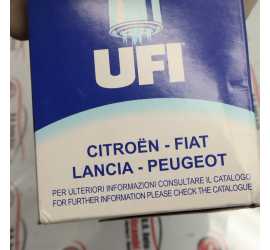 UFI
CITROËN - FIAT
LANCIA - PEUGEOT
PER ULTERIORI INFORMAZIONI CONSULTARE IL CATALOGO
FOR FURTHER INFORMATION PLEASE CHECK THE CATALOGUE